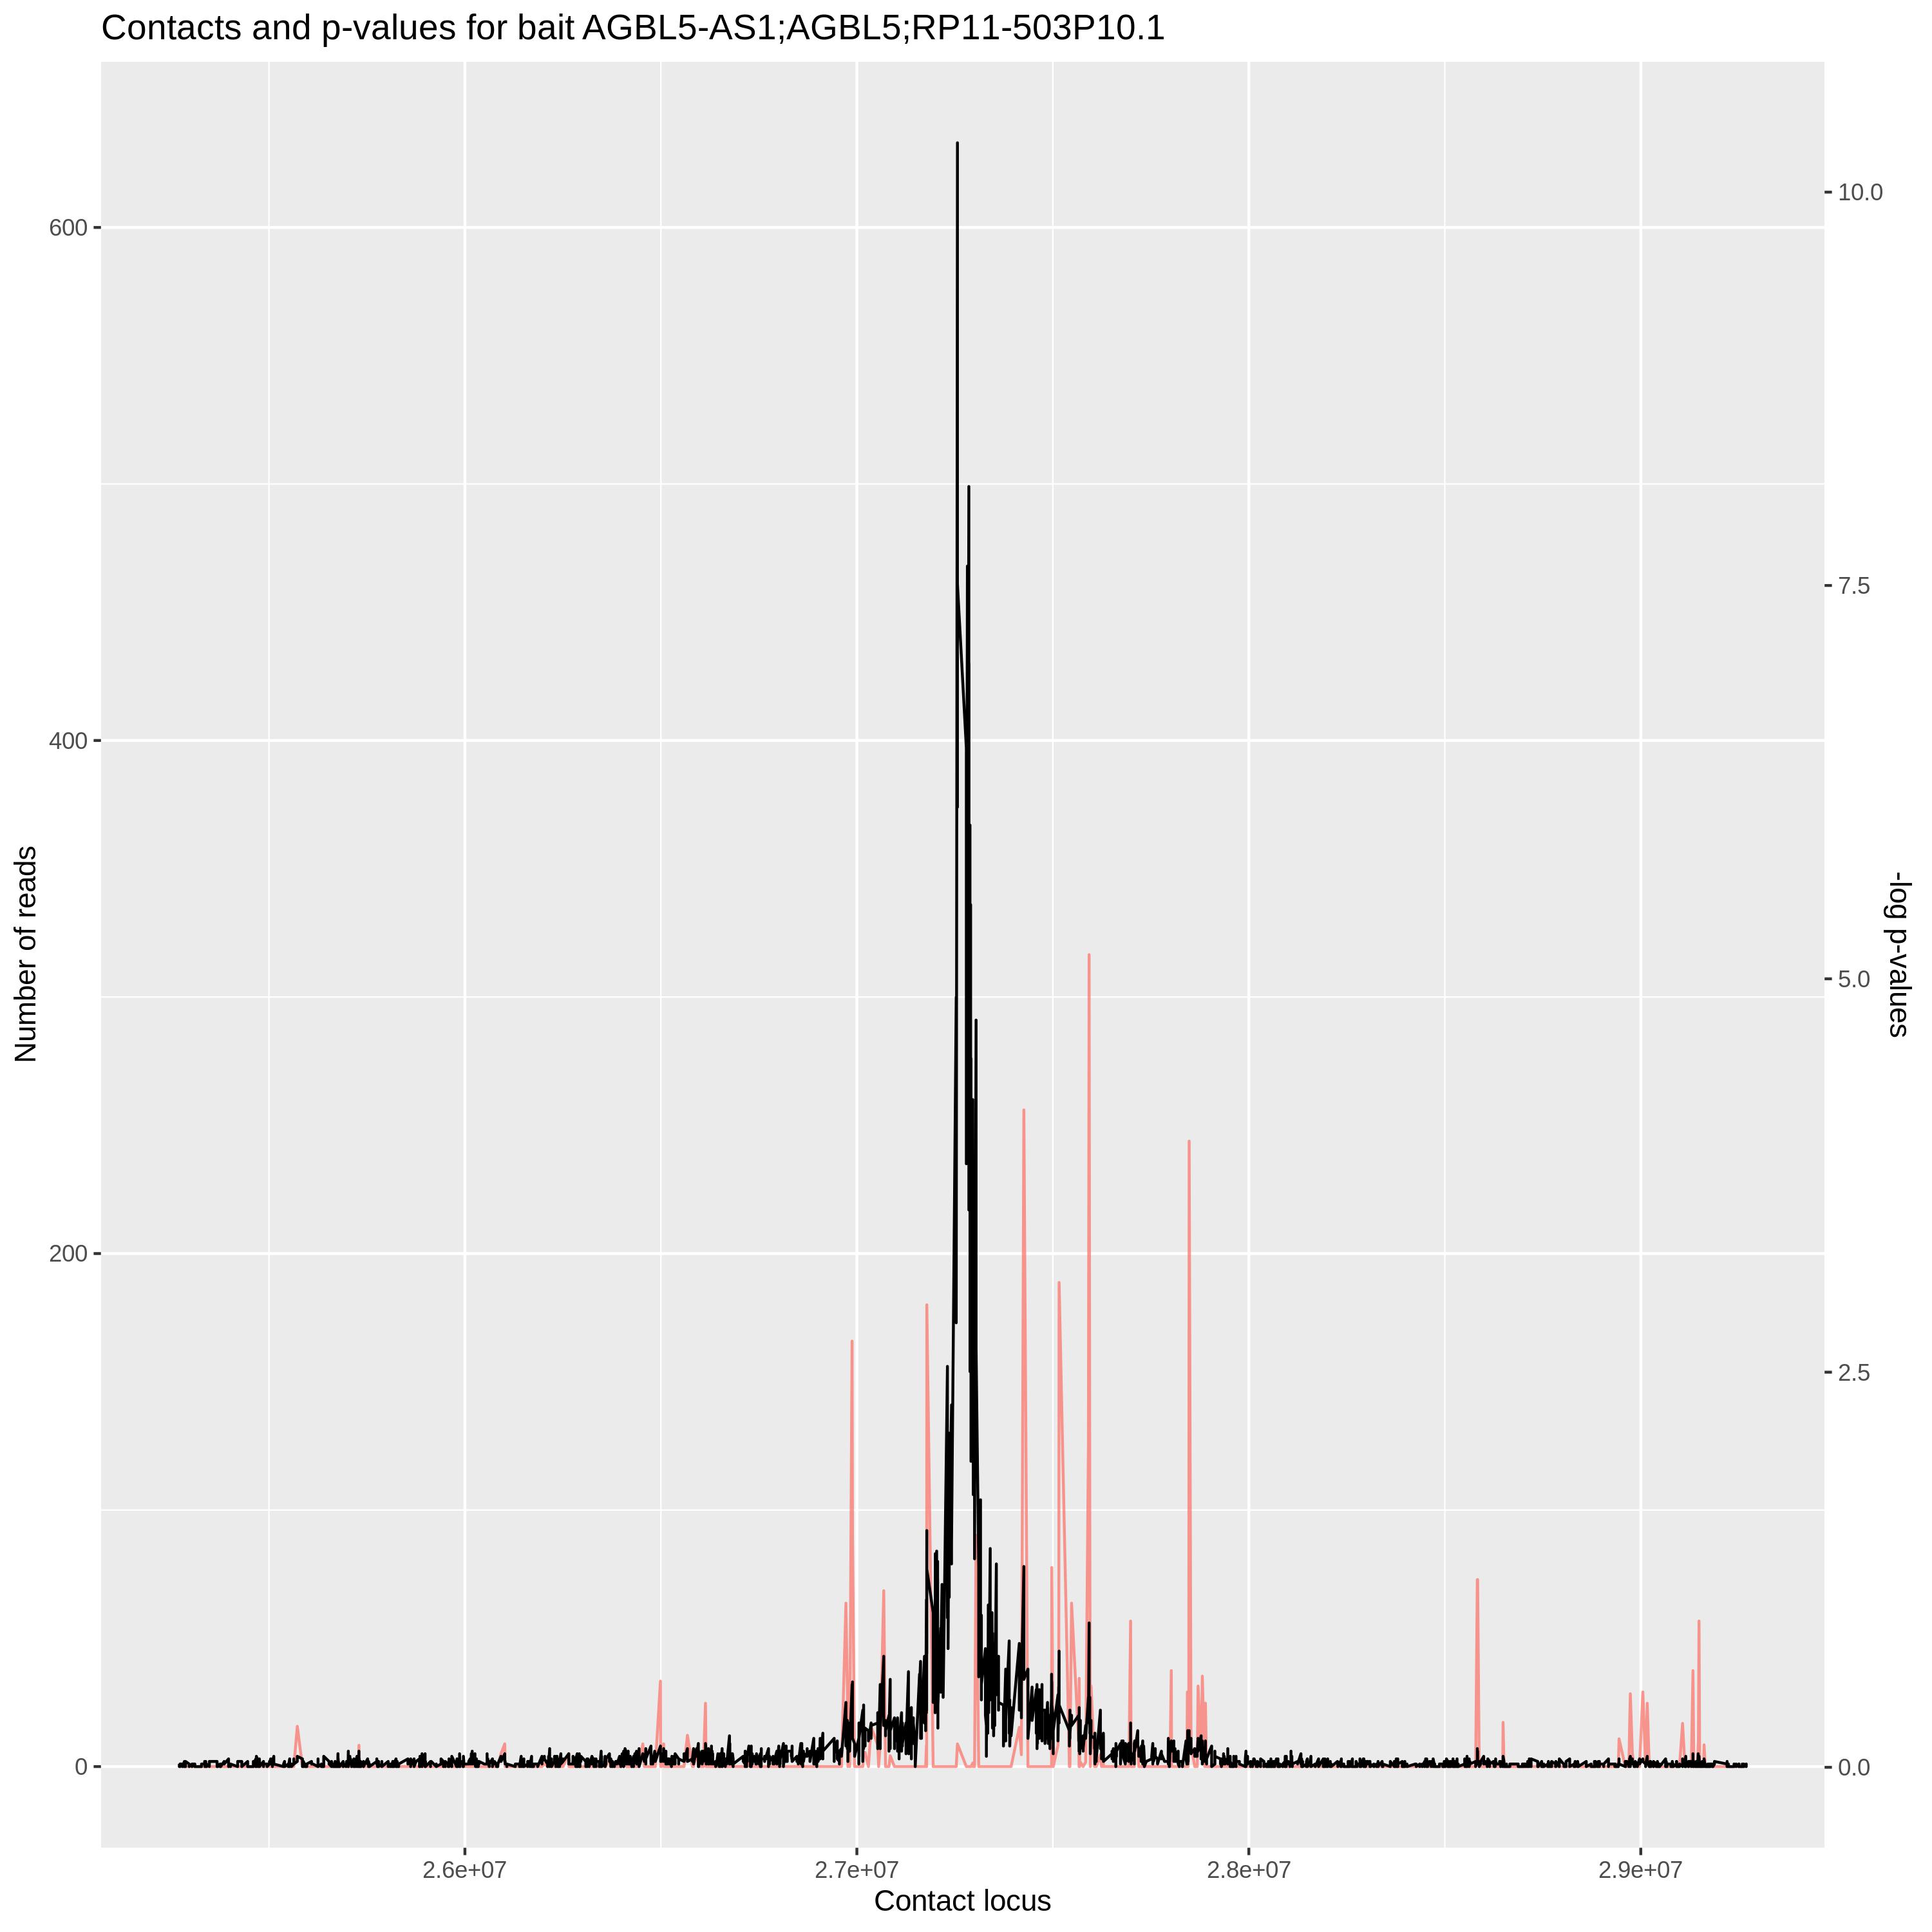 Contacts and p-values for bait AGBL5-AS1;AGBL5;RP11-503P10.1
600
400
200
0
Number of reads
10.0
7.5
5.0
2.5
0.0
-log p-values
2.6e+07
2.7e+07
2.8e+07
2.9e+07
Contact locus